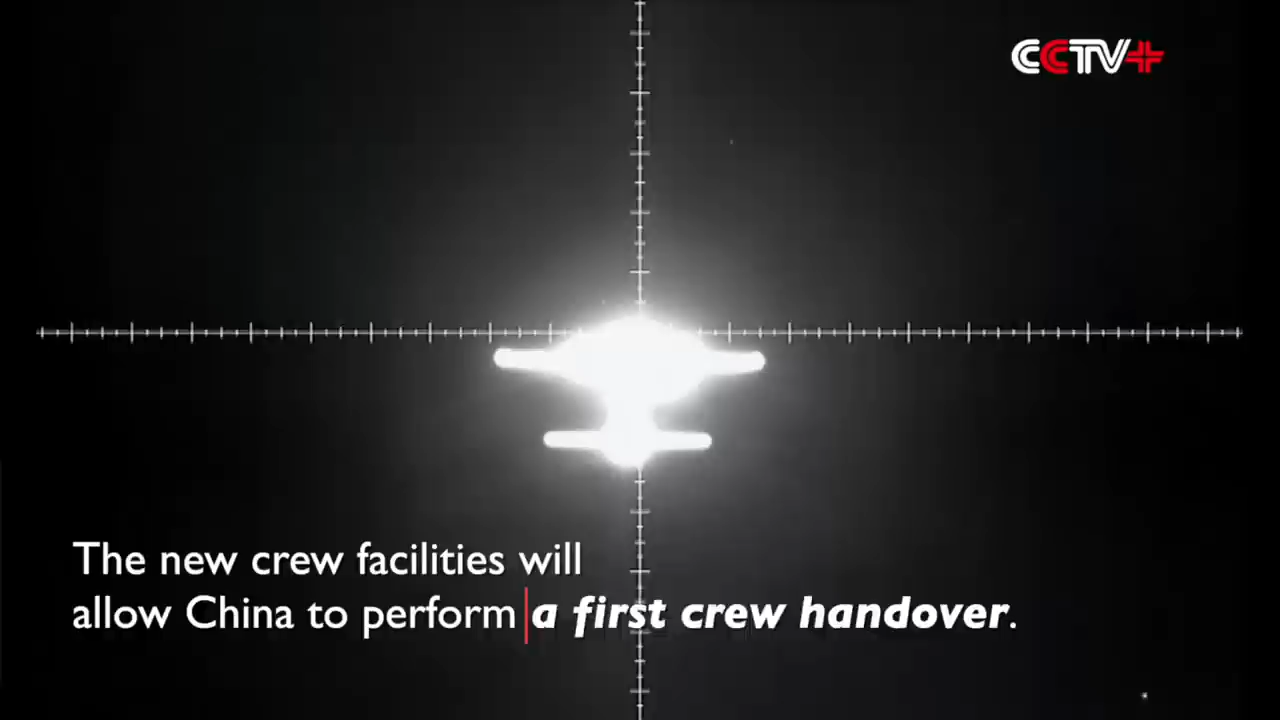 CCTV+
The new crew facilities will
allow China to perform a first crew handover.